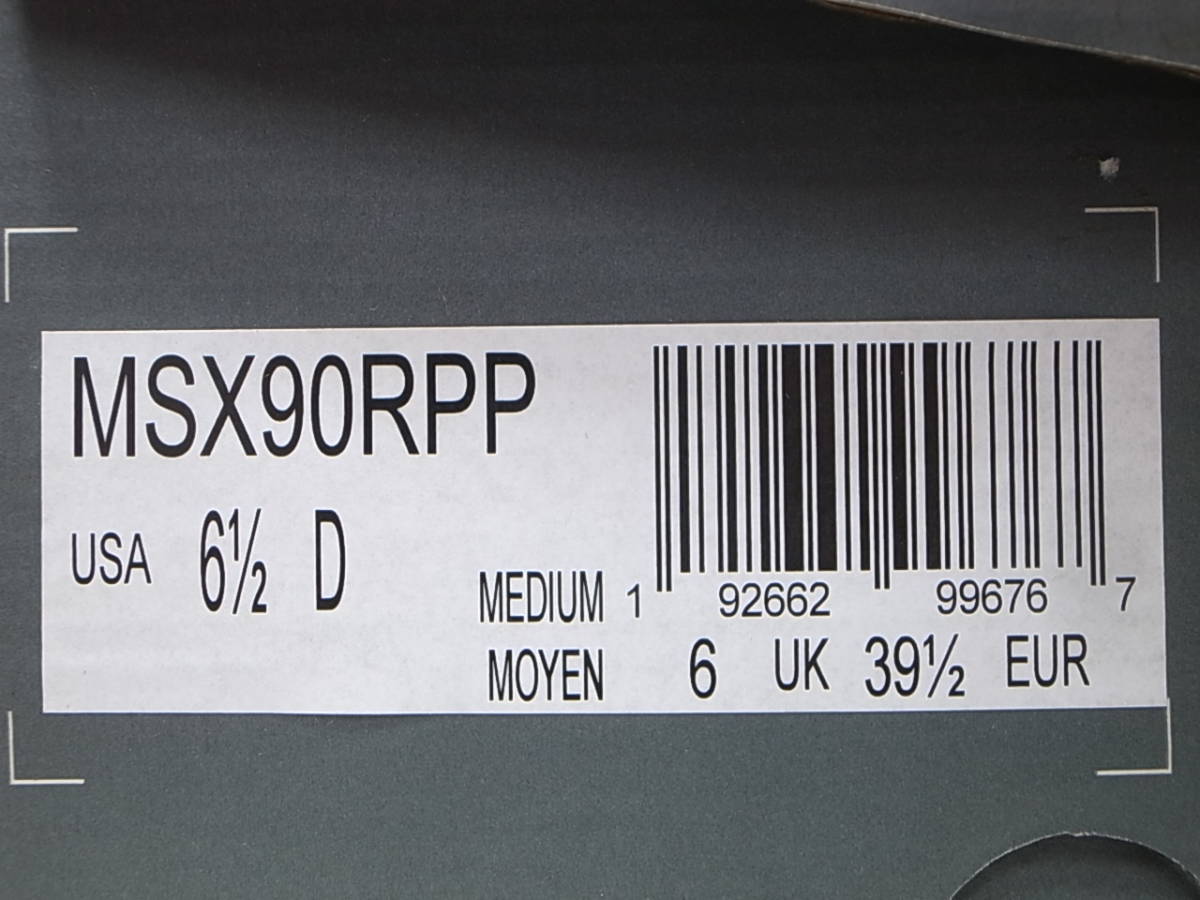 MSX90RPP
USA 6½ D
MEDIUM 1 92662 99676 7
MOYEN 6 UK 39½ EUR